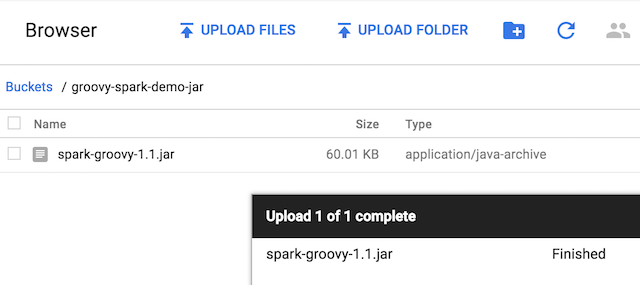 Browser UPLOAD FILES UPLOAD FOLDER
Buckets / groovy-spark-demo-jar
Name Size Type
spark-groovy-1.1.jar 60.01 KB application/java-archive
Upload 1 of 1 complete
spark-groovy-1.1.jar Finished